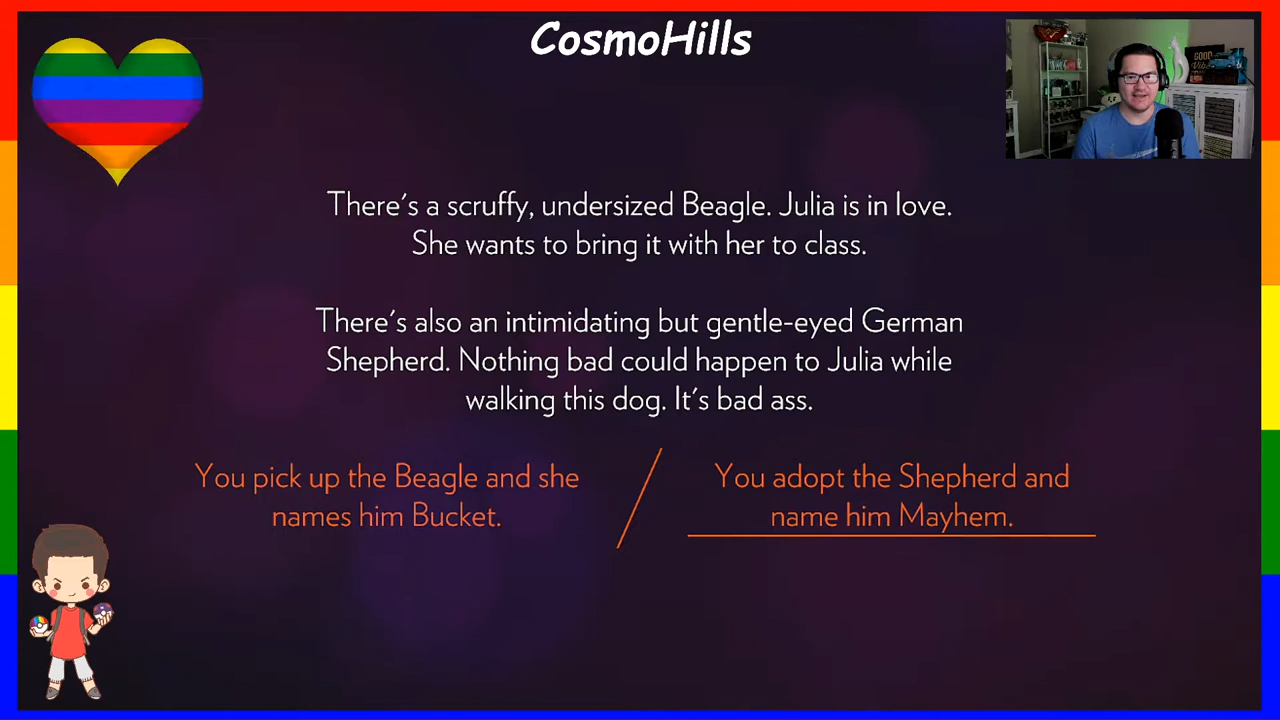 CosmoHills
GOOD
There's a scruffy, undersized Beagle. Julia is in love.
She wants to bring it with her to class.
There's also an intimidating but gentle-eyed German
Shepherd. Nothing bad could happen to Julia while
walking this dog. It's bad ass.
You pick up the Beagle and she
names him Bucket.
You adopt the Shepherd and
name him Mayhem.